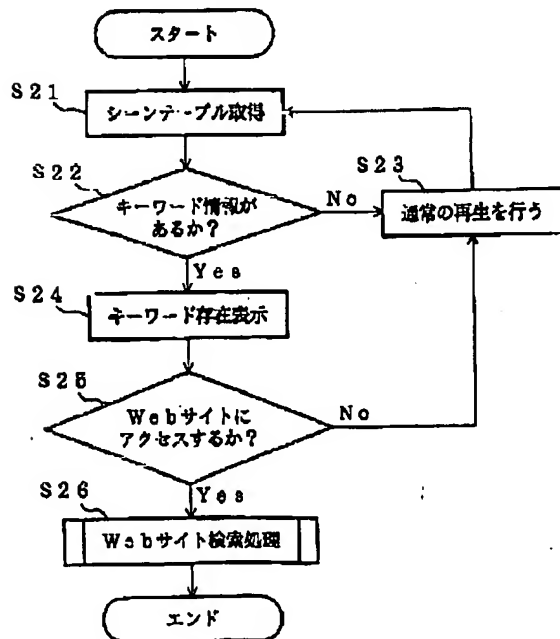 スタート
S21
シーンテーブル取得
S22
キーワード情報が
あるか?
No
S23
通常の再生を行う
Yes
S24
キーワード存在表示
S25
Webサイトに
アクセスするか?
No
Yes
S26
Webサイト検索処理
エンド